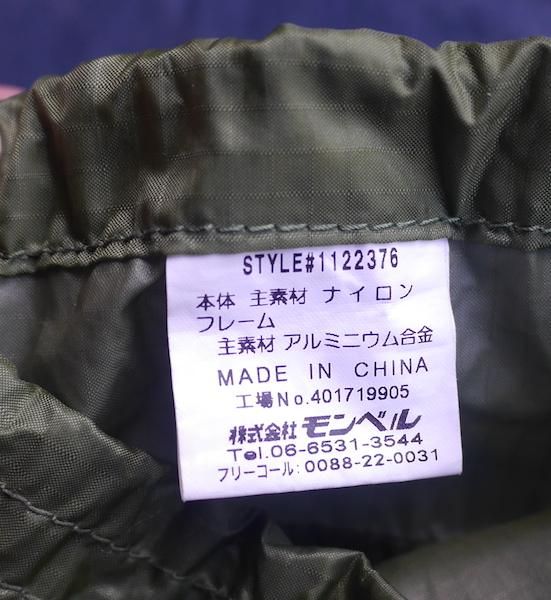 STYLE#1122376
本体 主素材 ナイロン
フレーム
主素材 アルミニウム合金
MADE IN CHINA
工場No.401719905
株式会社 モンベル
Tel.06-6531-3544
フリーコール:0088-22-0031